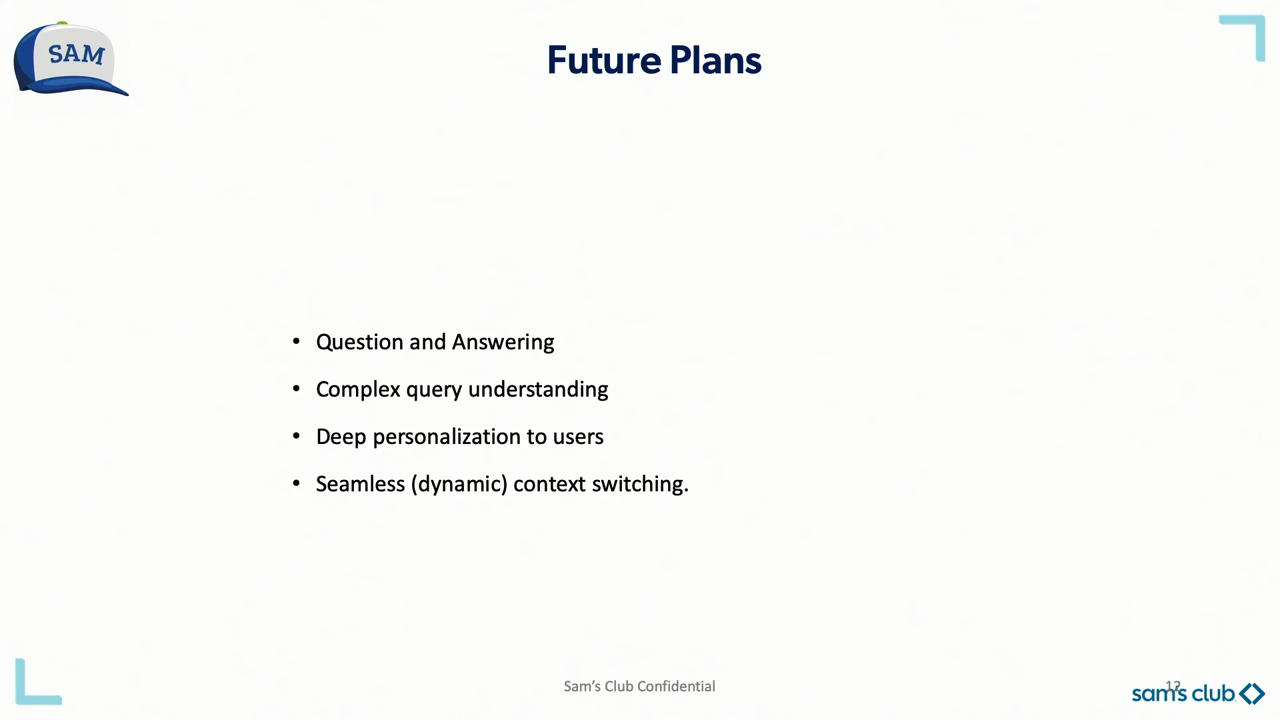 SAM
Future Plans
• Question and Answering
• Complex query understanding
• Deep personalization to users
• Seamless (dynamic) context switching.
Sam's Club Confidential
sam's club